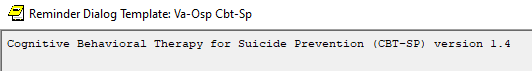 Reminder Dialog Template: Va-Osp Cbt-Sp
Cognitive Behavioral Therapy for Suicide Prevention (CBT-SP) version 1.4